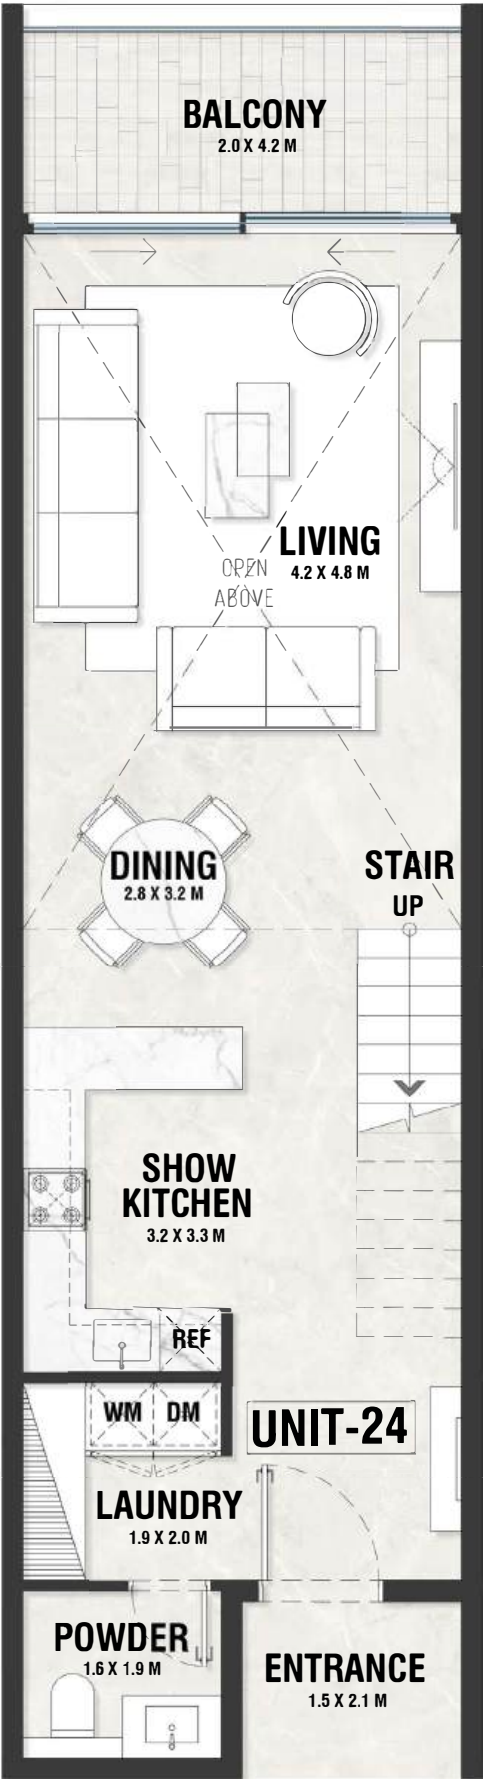 BALCONY
2.0 X 4.2 M
LIVING
4.2 X 4.8 M
OPEN
ABOVE
DINING
2.8 X 3.2 M
STAIR
UP
SHOW
KITCHEN
3.2 X 3.3 M
REF
WM DM
UNIT-24
LAUNDRY
1.9 X 2.0 M
POWDER
1.6 X 1.9 M
ENTRANCE
1.5 X 2.1 M